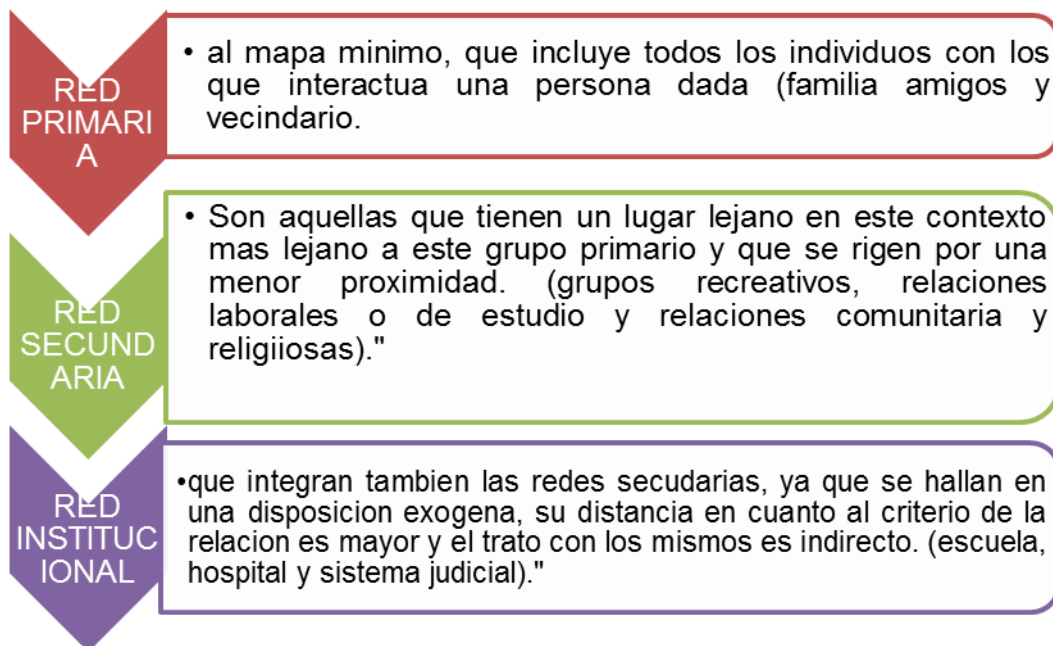 RED
PRIMARI
A
• al mapa minimo, que incluye todos los individuos con los
que interactua una persona dada (familia amigos y
vecindario.
RED
SECUND
ARIA
• Son aquellas que tienen un lugar lejano en este contexto
mas lejano a este grupo primario y que se rigen por una
menor proximidad. (grupos recreativos, relaciones
laborales o de estudio y relaciones comunitaria y
religiiosas)."
RED
INSTITUC
IONAL
•que integran tambien las redes secudarias, ya que se hallan en
una disposicion exogena, su distancia en cuanto al criterio de la
relacion es mayor y el trato con los mismos es indirecto. (escuela,
hospital y sistema judicial)."